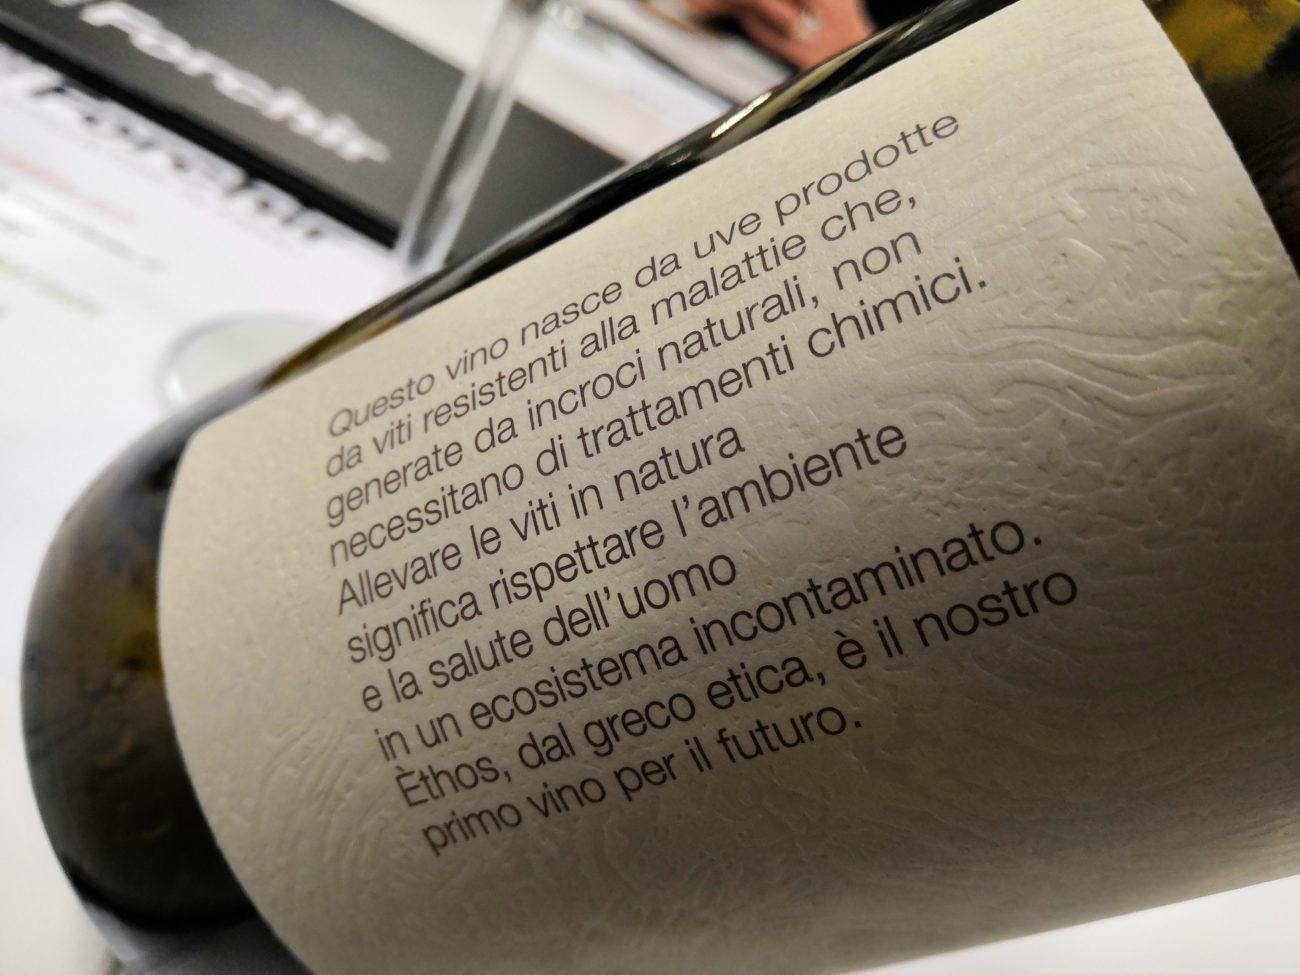 Forchir
Questo vino nasce da uve prodotte
da viti resistenti alla malattie che,
generate da incroci naturali, non
necessitano di trattamenti chimici.
Allevare le viti in natura
significa rispettare l'ambiente
e la salute dell'uomo
in un ecosistema incontaminato.
Èthos, dal greco etica, è il nostro
primo vino per il futuro.